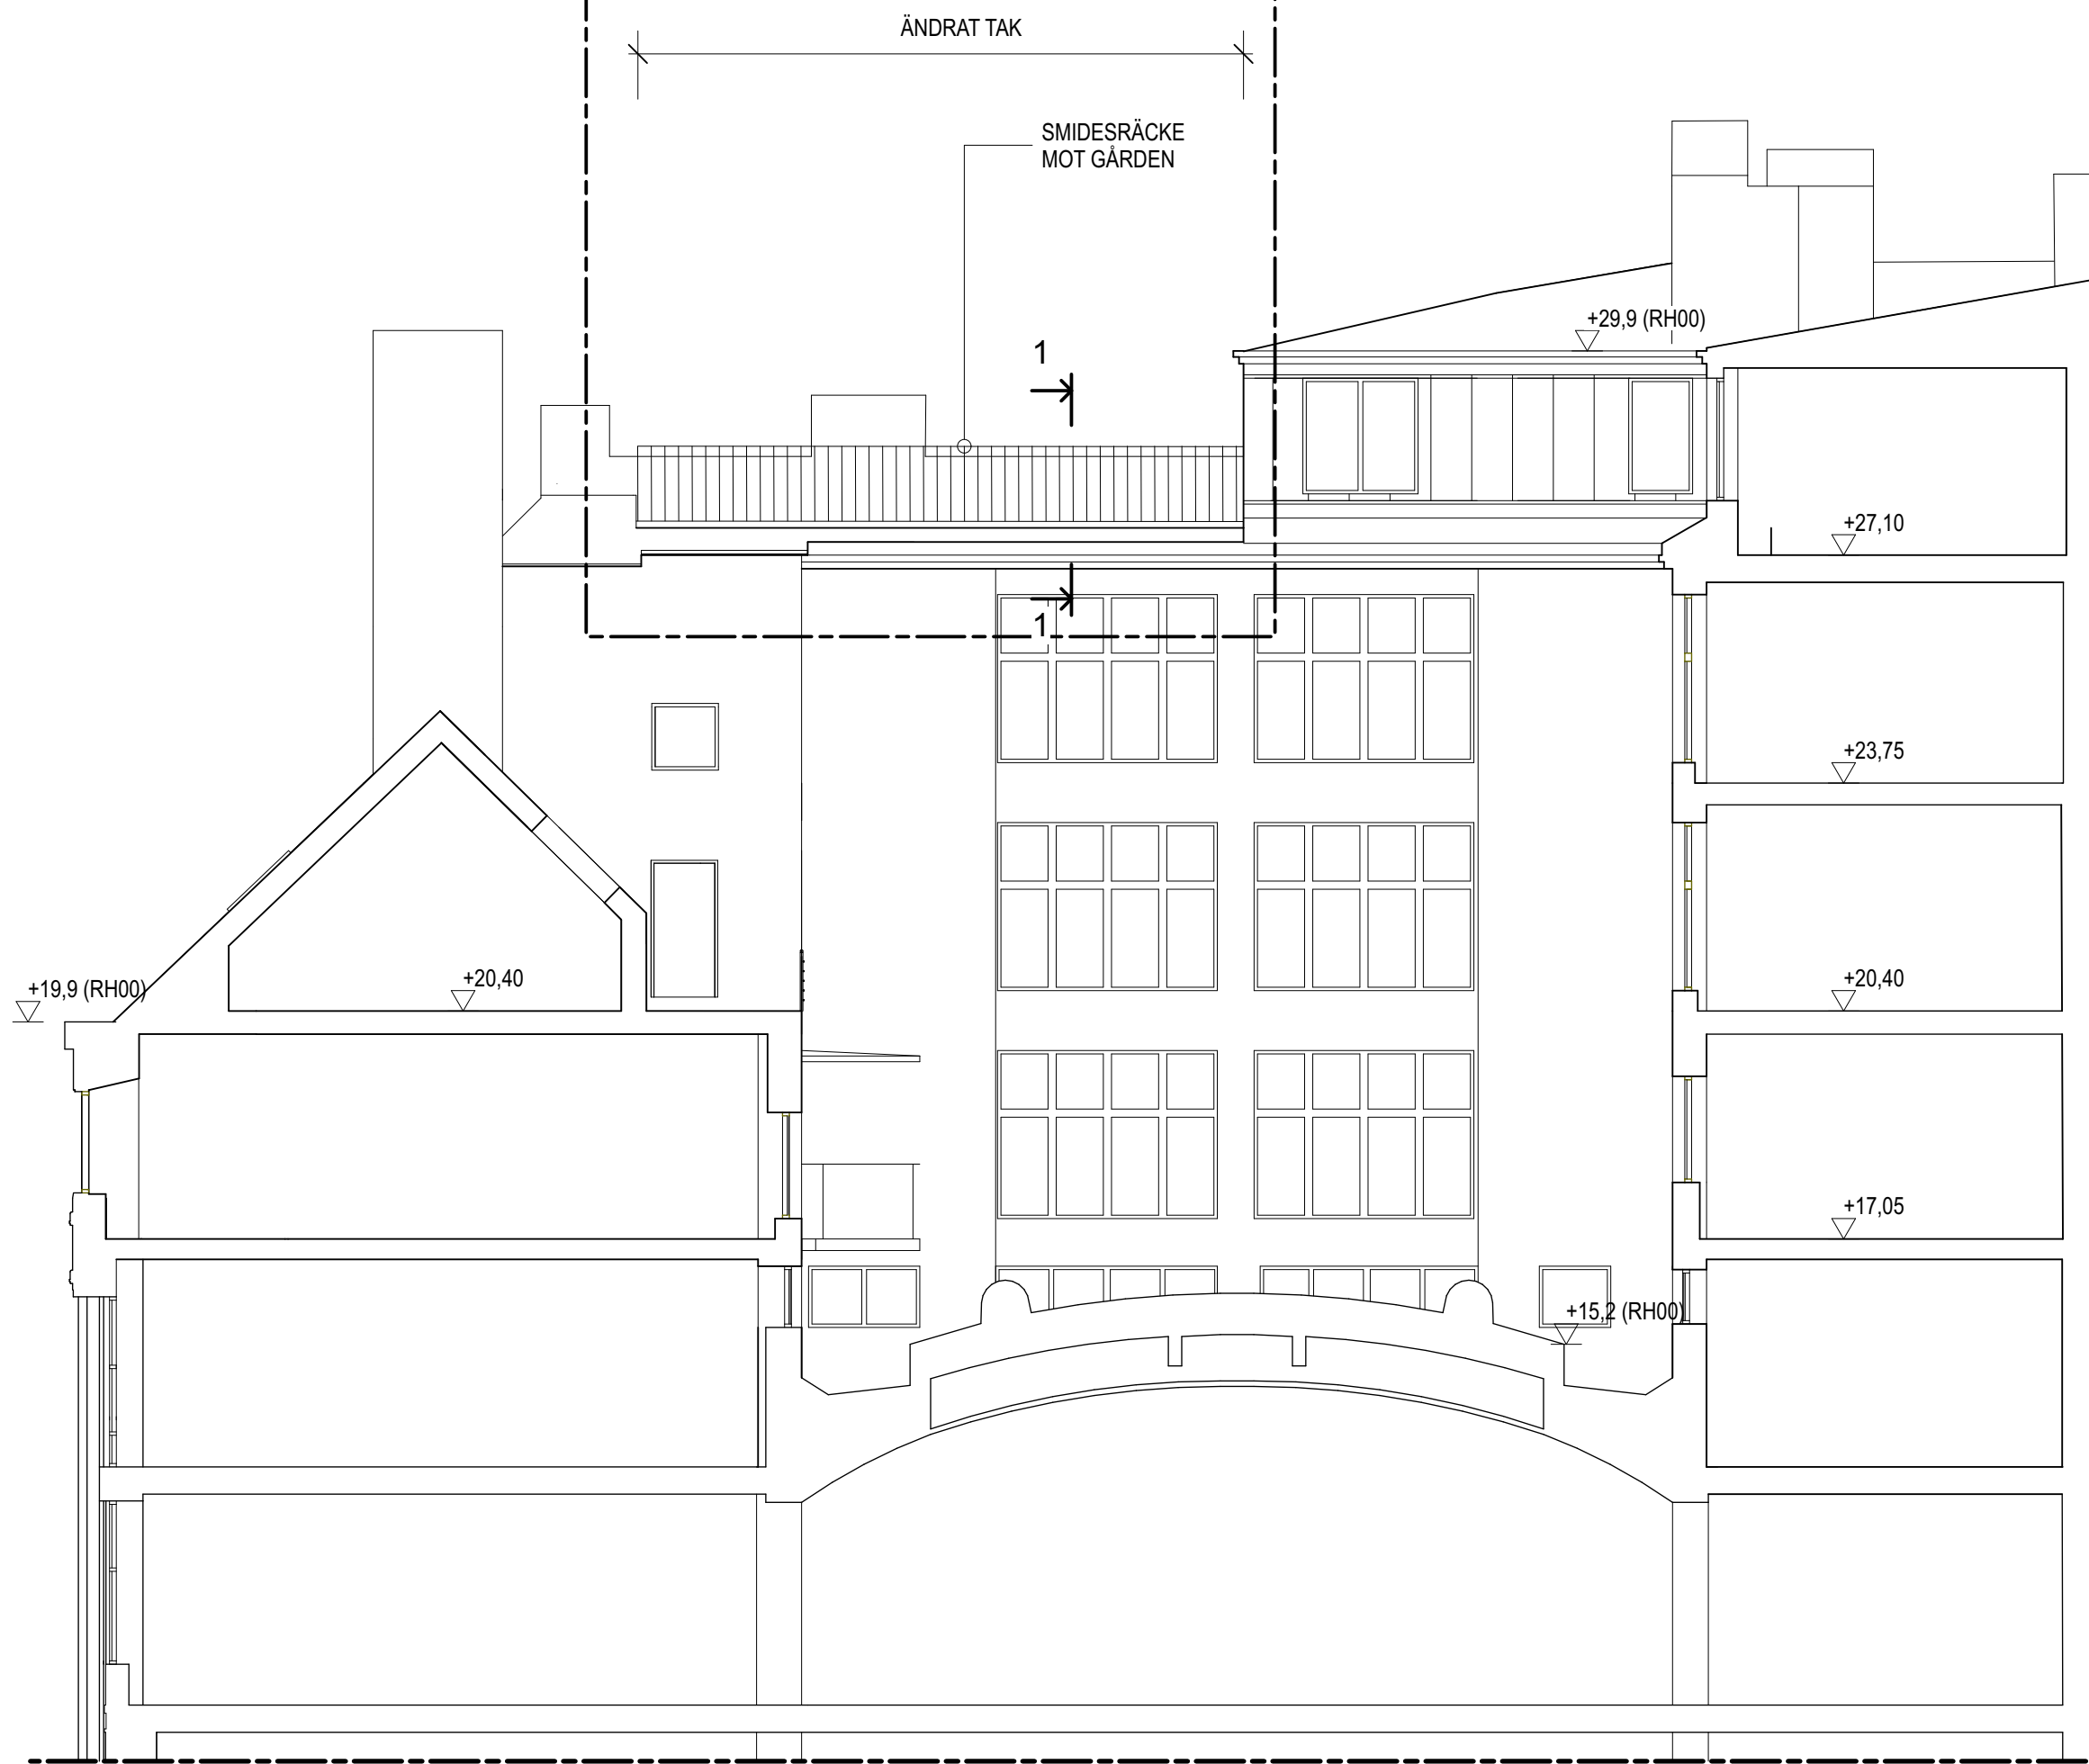 ÄNDRAT TAK
SMIDESRÄCKE
MOT GÅRDEN
+29,9 (RH00)
1
+27,10
1
+23,75
+20,40
+20,40
+19,9 (RH00)
+17,05
+15,2 (RH00)